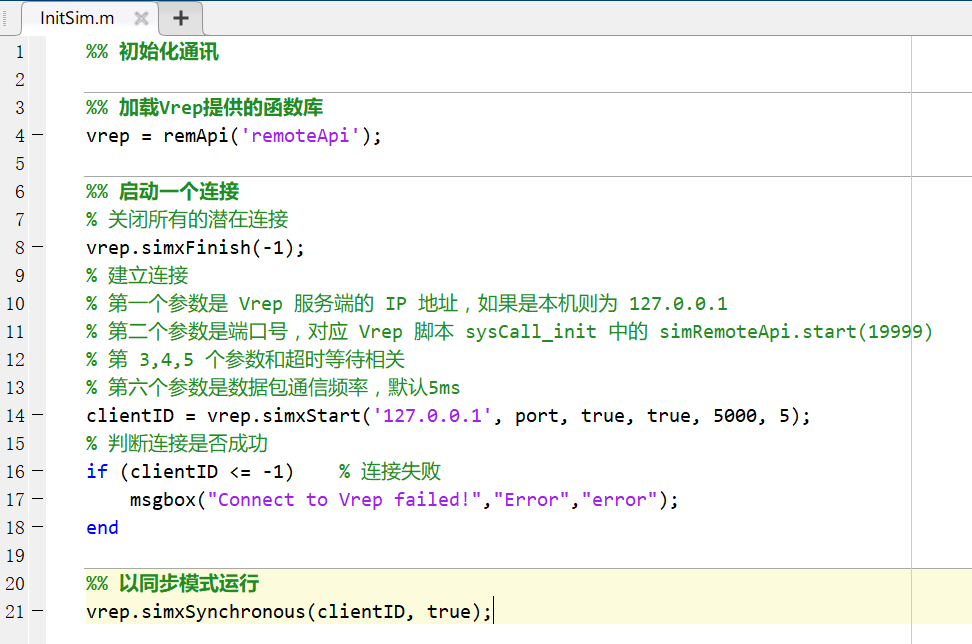 InitSim.m
1 %% 初始化通讯
2
3 %% 加载Vrep提供的函数库
4 vrep = remApi('remoteApi');
5
6 %% 启动一个连接
7 % 关闭所有的潜在连接
8 vrep.simxFinish(-1);
9 % 建立连接
10 % 第一个参数是 Vrep 服务端的 IP 地址，如果是本机则为 127.0.0.1
11 % 第二个参数是端口号，对应 Vrep 脚本 sysCall_init 中的 simRemoteApi.start(19999)
12 % 第 3,4,5 个参数和超时等待相关
13 % 第六个参数是数据包通信频率，默认5ms
14 clientID = vrep.simxStart('127.0.0.1', port, true, true, 5000, 5);
15 % 判断连接是否成功
16 if (clientID <= -1) % 连接失败
17 msgbox("Connect to Vrep failed!","Error","error");
18 end
19
20 %% 以同步模式运行
21 vrep.simxSynchronous(clientID, true);